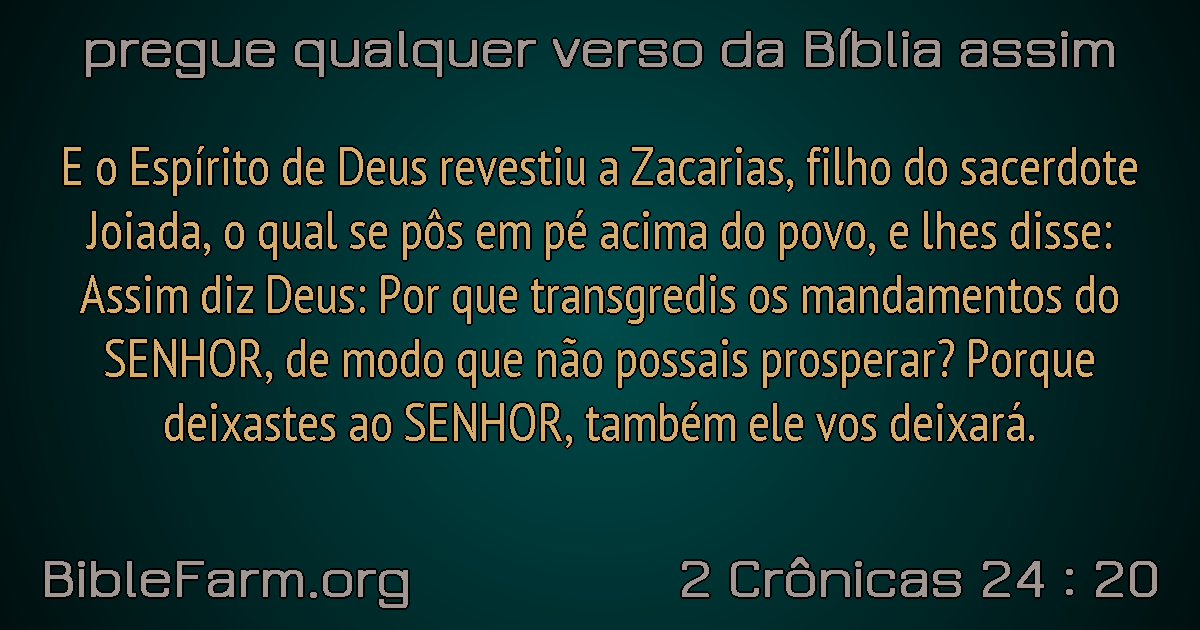 pregue qualquer verso da Bíblia assim
E o Espírito de Deus revestiu a Zacarias, filho do sacerdote
Joiada, o qual se pôs em pé acima do povo, e lhes disse:
Assim diz Deus: Por que transgredis os mandamentos do
SENHOR, de modo que não possais prosperar? Porque
deixastes ao SENHOR, também ele vos deixará.
BibleFarm.org
2 Crônicas 24 : 20